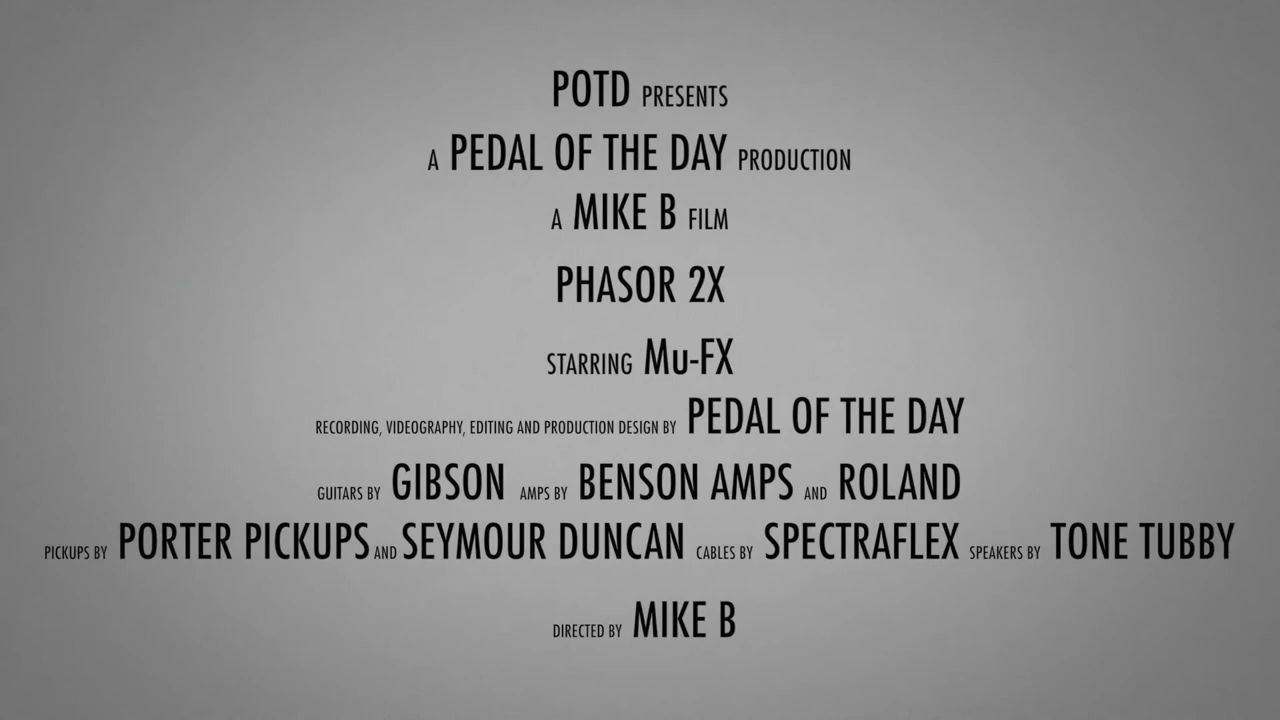 POTD PRESENTS
A PEDAL OF THE DAY PRODUCTION
A MIKE B FILM
PHASOR 2X
STARRING Mu-FX
RECORDING, VIDEOGRAPHY, EDITING AND PRODUCTION DESIGN BY PEDAL OF THE DAY
GUITARS BY GIBSON AMPS BY BENSON AMPS AND ROLAND
PICKUPS BY PORTER PICKUPS AND SEYMOUR DUNCAN CABLES BY SPECTRAFLEX SPEAKERS BY TONE TUBBY
DIRECTED BY MIKE B